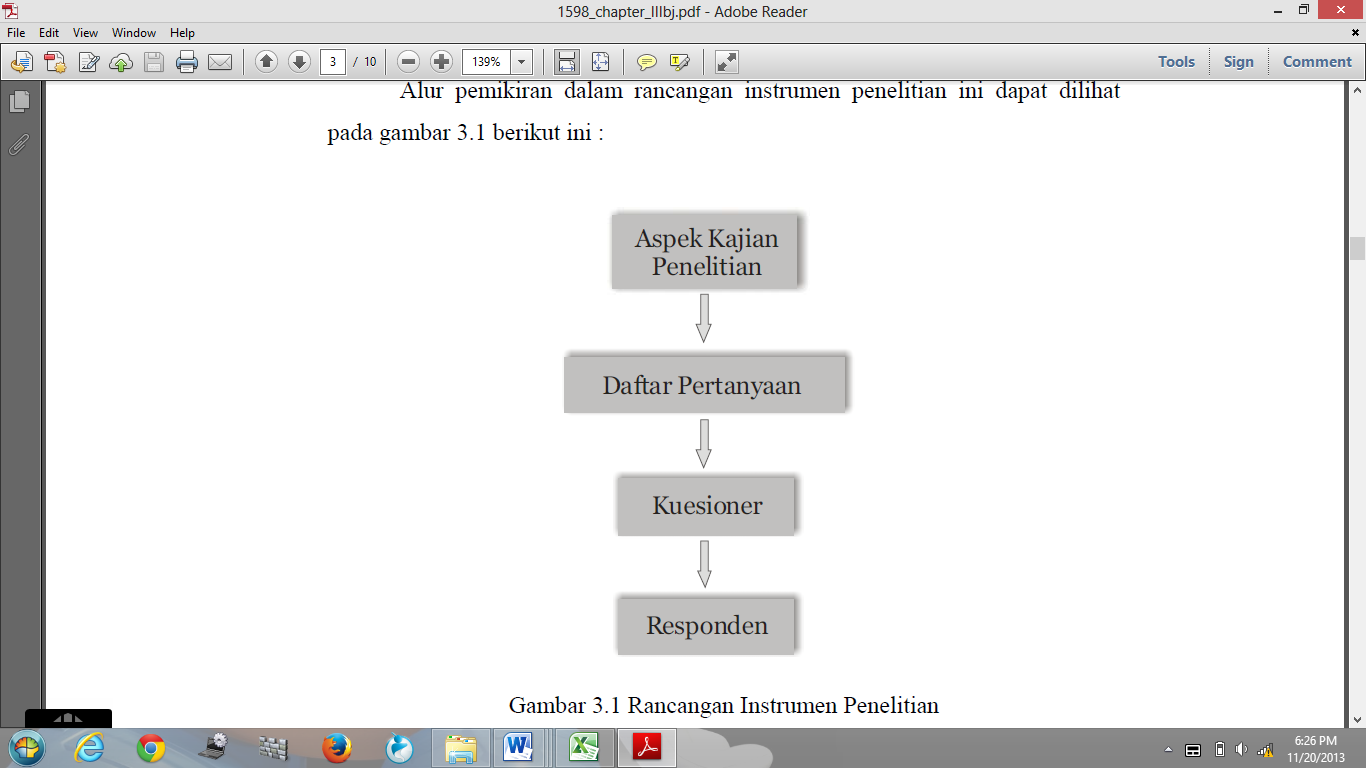 1598_chapter_lllbj.pdf - Adobe Reader
File Edit View Window Help
3 / 10 139% Tools Sign Comment
Alur pemikiran dalam rancangan instrumen penelitian ini dapat dilihat
pada gambar 3.1 berikut ini :
Aspek Kajian
Penelitian
Daftar Pertanyaan
Kuesioner
Responden
Gambar 3.1 Rancangan Instrumen Penelitian
6:26 PM
11/20/2013